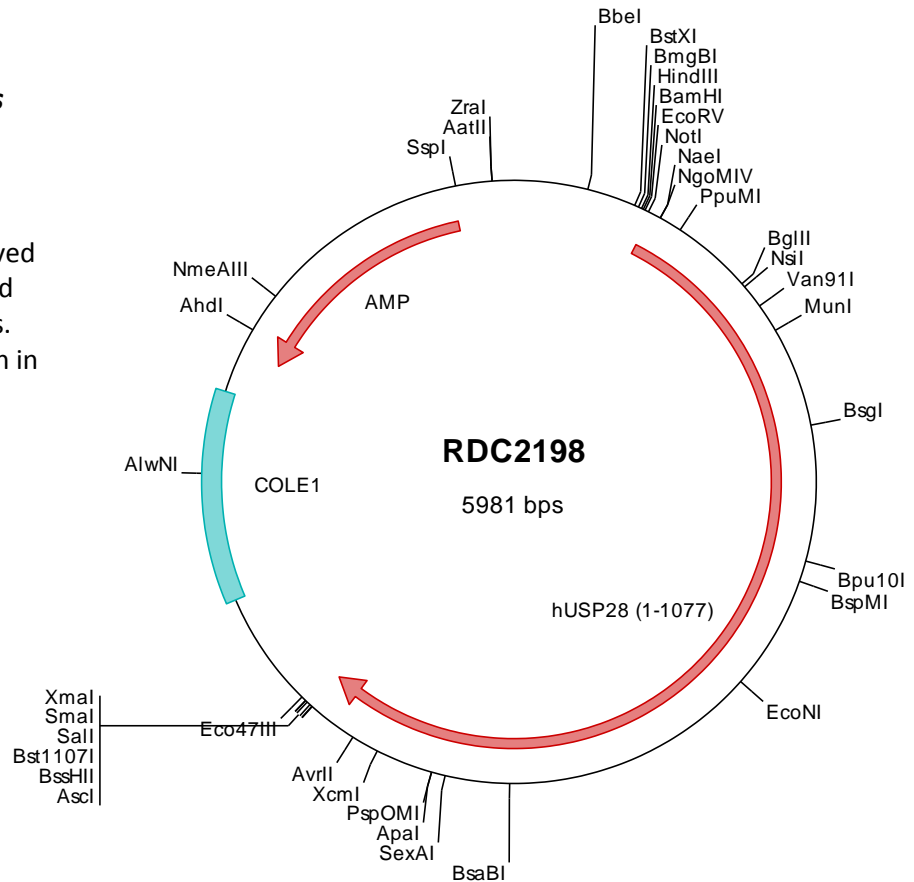 s
ved
d
s.
n in
BbeI
BstXI
BmgBI
HindIII
BamHI
EcoRV
NotI
NaeI
NgoMIV
PpuMI
ZraI
AatII
SspI
BglII
NsiI
Van91I
MunI
NmeAIII
AhdI
AMP
BsgI
AlwNI
COLE1
RDC2198
5981 bps
Bpu10I
BspMI
hUSP28 (1-1077)
EcoNI
XmaI
SmaI
SalI
Bst1107I
BssHII
AscI
Eco47III
AvrII
XcmI
PspOMI
ApaI
SexAI
BsaBI